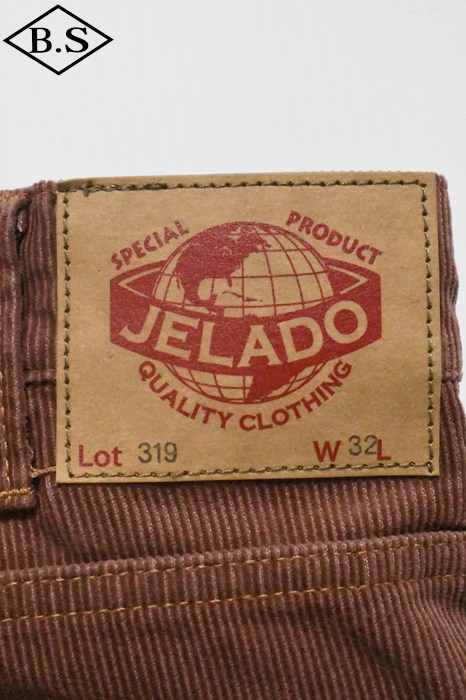 B.S
SPECIAL PRODUCT
JELADO
QUALITY CLOTHING
Lot 319 W 32 L